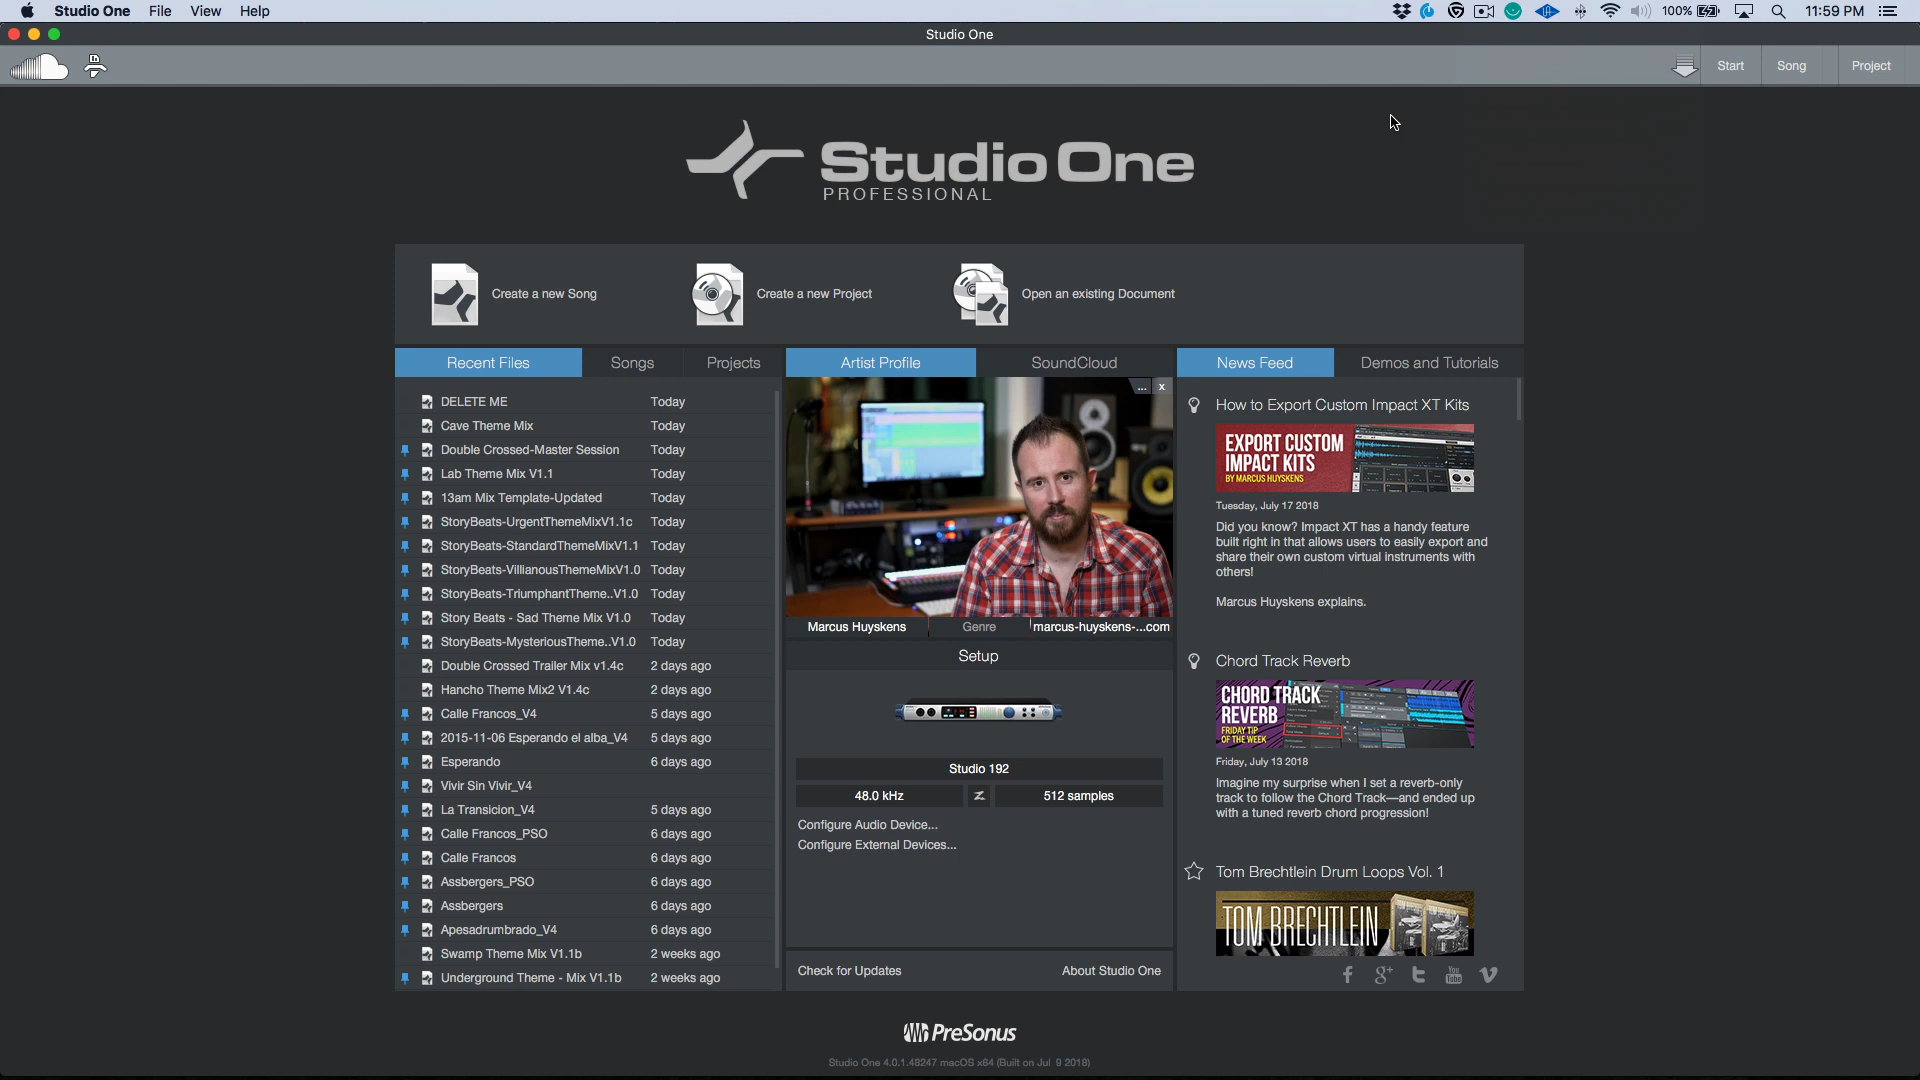 Studio One File View Help
100% 11:59 PM
Studio One
Start Song Project
Studio One
PROFESSIONAL
Create a new Song
Create a new Project
Open an existing Document
Recent Files Songs Projects
DELETE ME Today
Cave Theme Mix Today
Double Crossed-Master Session Today
Lab Theme Mix V1.1 Today
13am Mix Template-Updated Today
StoryBeats-UrgentThemeMixV1.1c Today
StoryBeats-StandardThemeMixV1.1 Today
StoryBeats-VillianousThemeMixV1.0 Today
StoryBeats-TriumphantTheme..V1.0 Today
Story Beats - Sad Theme Mix V1.0 Today
StoryBeats-MysteriousTheme..V1.0 Today
Double Crossed Trailer Mix v1.4c 2 days ago
Hancho Theme Mix2 V1.4c 2 days ago
Calle Francos_V4 5 days ago
2015-11-06 Esperando el alba_V4 5 days ago
Esperando 6 days ago
Vivir Sin Vivir_V4
La Transicion_V4 5 days ago
Calle Francos_PSO 6 days ago
Calle Francos 6 days ago
Assbergers_PSO 6 days ago
Assbergers 6 days ago
Apesadrumbrado_V4 6 days ago
Swamp Theme Mix V1.1b 2 weeks ago
Underground Theme - Mix V1.1b 2 weeks ago
Artist Profile SoundCloud
... x
Marcus Huyskens Genre marcus-huyskens-...com
Setup
Studio 192
48.0 kHz 512 samples
Configure Audio Device...
Configure External Devices...
Check for Updates About Studio One
News Feed Demos and Tutorials
How to Export Custom Impact XT Kits
EXPORT CUSTOM
IMPACT KITS
BY MARCUS HUYSKENS
Tuesday, July 17 2018
Did you know? Impact XT has a handy feature
built right in that allows users to easily export and
share their own custom virtual instruments with
others!
Marcus Huyskens explains.
Chord Track Reverb
CHORD TRACK
REVERB
FRIDAY TIP
OF THE WEEK
Friday, July 13 2018
Imagine my surprise when I set a reverb-only
track to follow the Chord Track—and ended up
with a tuned reverb chord progression!
Tom Brechtlein Drum Loops Vol. 1
TOM BRECHTLEIN
PreSonus
Studio One 4.0.1.48247 macOS x64 (Built on Jul 9 2018)